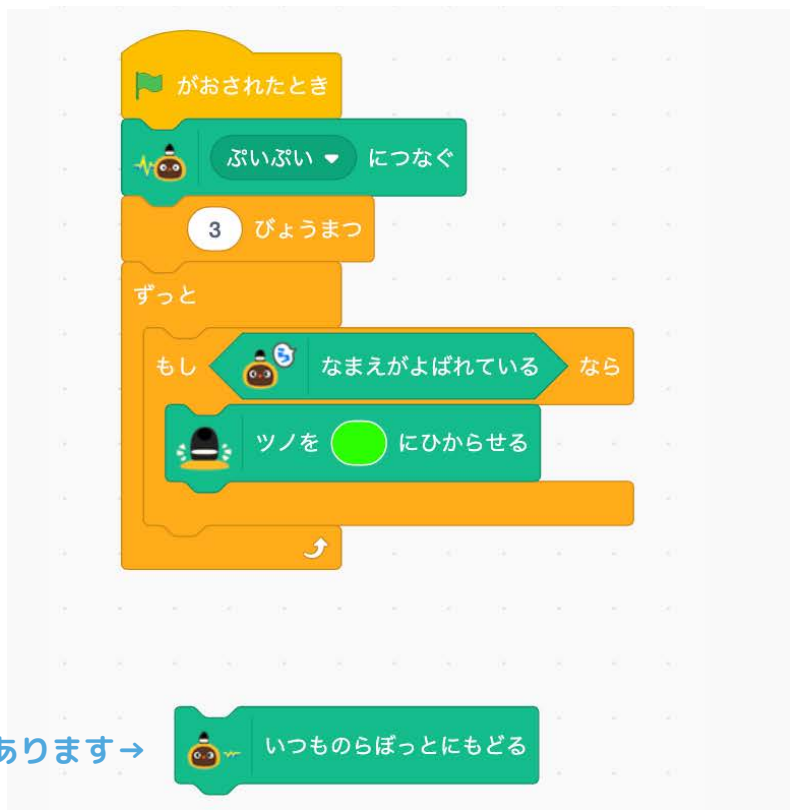 がおされたとき
ぷいぷい につなぐ
3 びょうまつ
ずっと
もし なまえがよばれている なら
ツノを にひからせる
あります→
いつものらぼっとにもどる